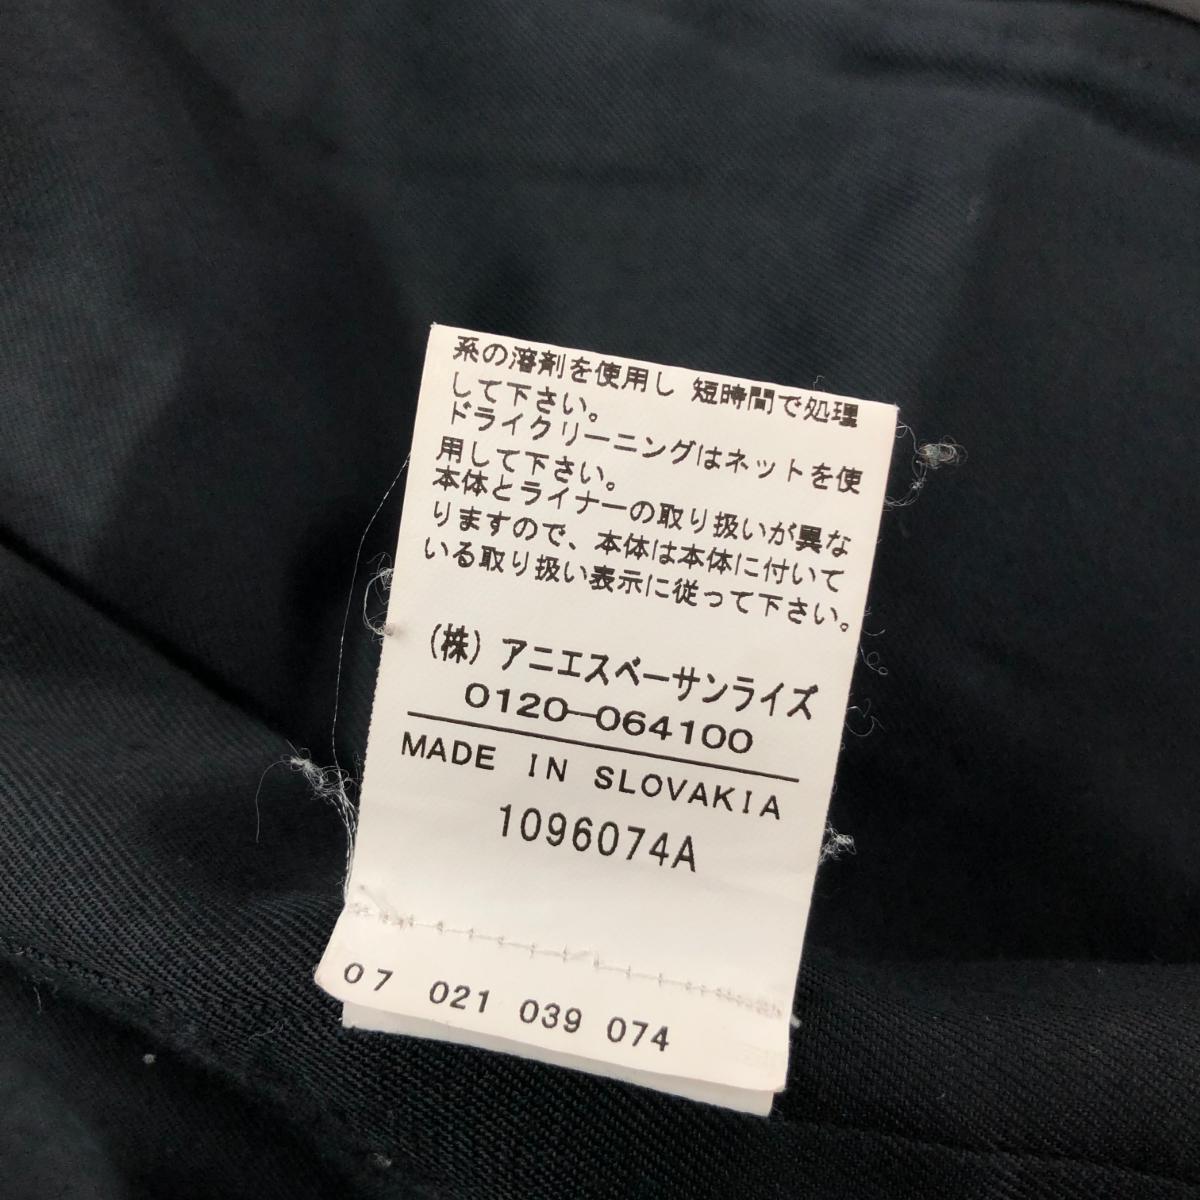 系の溶剤を使用し 短時間で処理
して下さい。
ドライクリーニングはネットを使
用して下さい。
本体とライナーの取り扱いが異な
りますので、本体は本体に付いて
いる取り扱い表示に従って下さい。
(株) アニエスベーサンライズ
0120-064100
MADE IN SLOVAKIA
1096074A
07 021 039 074